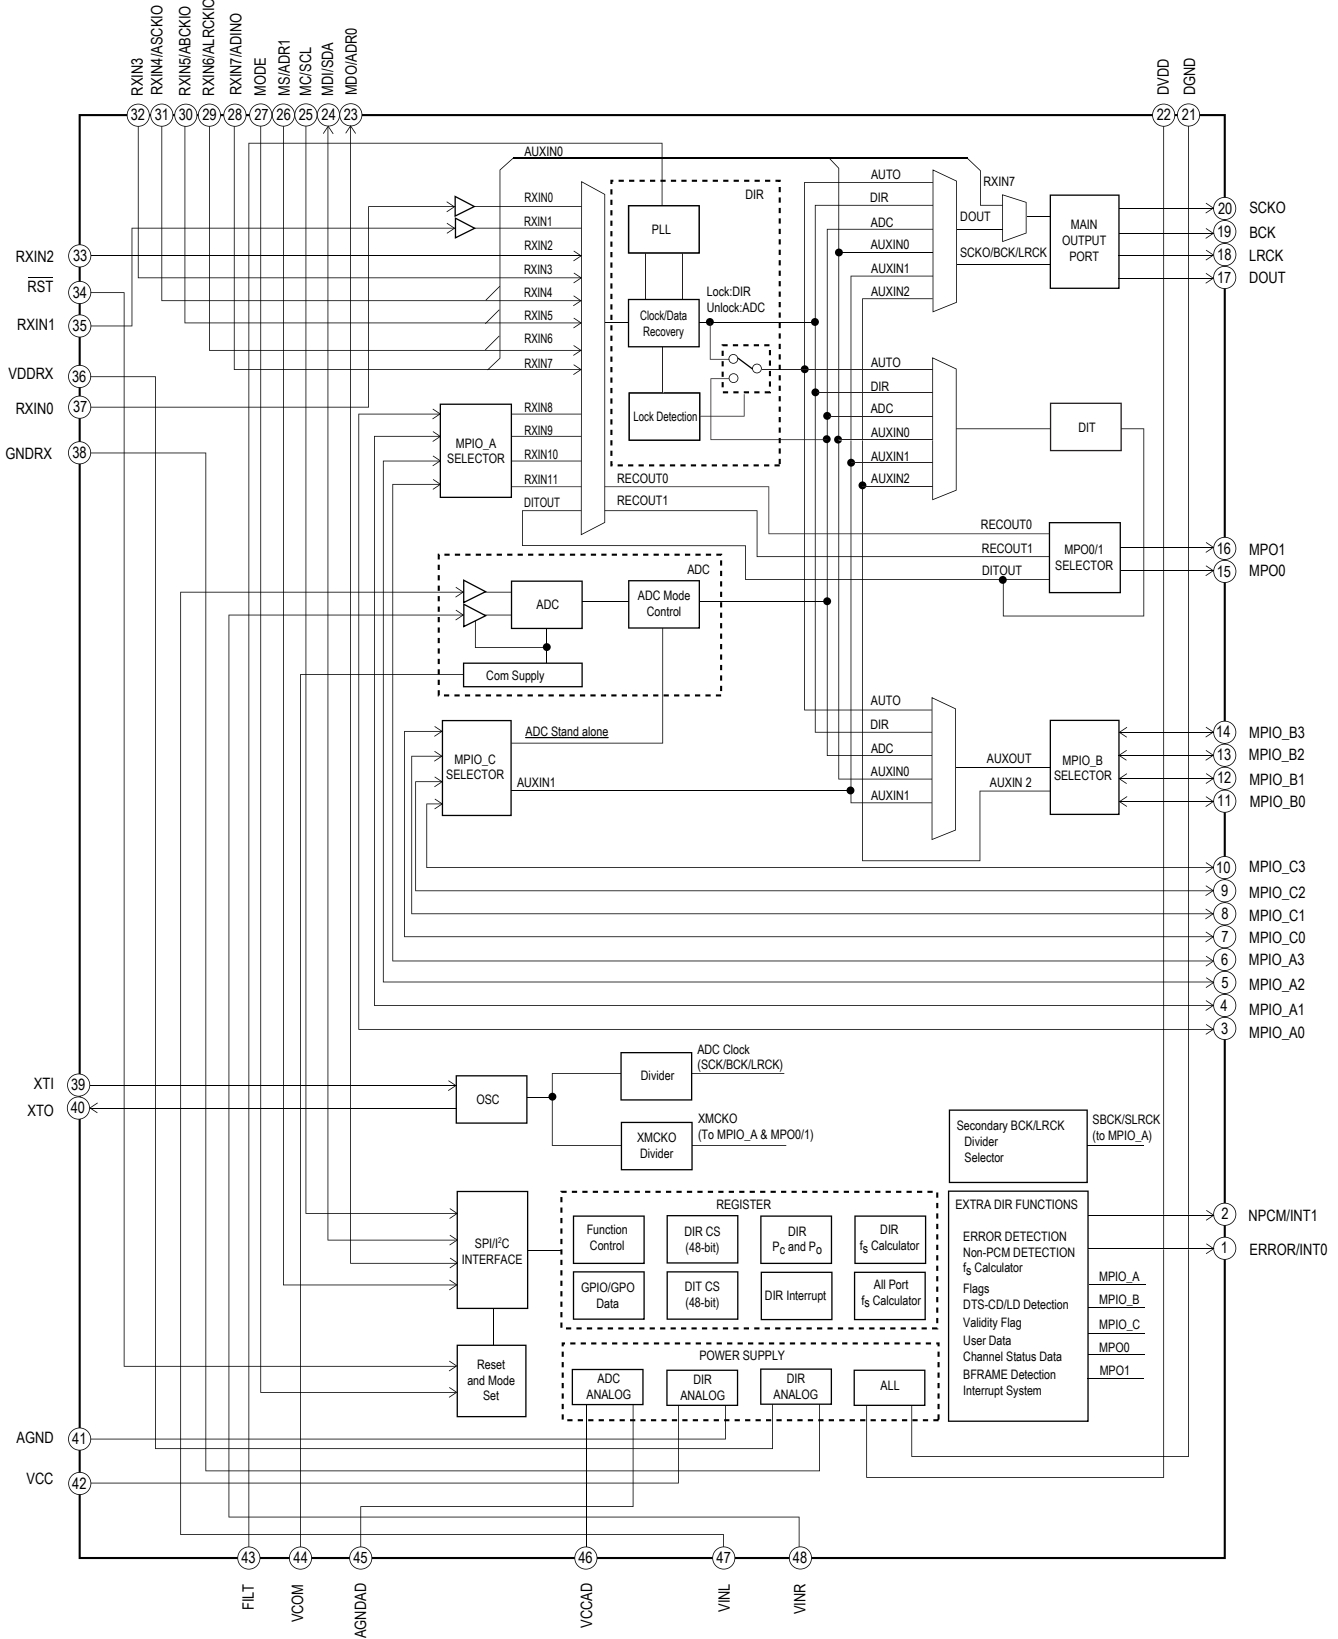 RXIN3
RXIN4/ASCKIO
RXIN5/ABCKIO
RXIN6/ALRCKIO
RXIN7/ADINO
MODE
MS/ADR1
MC/SCL
MDI/SDA
MDO/ADR0
DVDD
DGND
32
31
30
29
28
27
26
25
24
23
22
21
RXIN2
33
RST
34
RXIN1
35
VDDRX
36
RXIN0
37
GNDRX
38
AUXIN0
RXIN0
RXIN1
RXIN2
RXIN3
RXIN4
RXIN5
RXIN6
RXIN7
DIR
PLL
Clock/Data
Recovery
Lock:DIR
Unlock:ADC
Lock Detection
MPIO_A
SELECTOR
RXIN8
RXIN9
RXIN10
RXIN11
DITOUT
RECOUT0
RECOUT1
AUTO
DIR
ADC
AUXIN0
AUXIN1
AUXIN2
RXIN7
DOUT
SCKO/BCK/LRCK
MAIN
OUTPUT
PORT
20
SCKO
19
BCK
18
LRCK
17
DOUT
AUTO
DIR
ADC
AUXIN0
AUXIN1
AUXIN2
DIT
RECOUT0
RECOUT1
DITOUT
MPO0/1
SELECTOR
16
MPO1
15
MPO0
ADC
ADC
ADC Mode
Control
Com Supply
MPIO_C
SELECTOR
ADC Stand alone
AUXIN1
AUTO
DIR
ADC
AUXIN0
AUXIN1
AUXOUT
AUXIN 2
MPIO_B
SELECTOR
14
MPIO_B3
13
MPIO_B2
12
MPIO_B1
11
MPIO_B0
10
MPIO_C3
9
MPIO_C2
8
MPIO_C1
7
MPIO_C0
6
MPIO_A3
5
MPIO_A2
4
MPIO_A1
3
MPIO_A0
XTI
39
XTO
40
OSC
Divider
ADC Clock
(SCK/BCK/LRCK)
XMCKO
Divider
XMCKO
(To MPIO_A & MPO0/1)
Secondary BCK/LRCK
Divider
Selector
SBCK/SLRCK
(to MPIO_A)
SPI/I2C
INTERFACE
REGISTER
Function
Control
DIR CS
(48-bit)
DIR
PC and PO
DIR
fS Calculator
GPIO/GPO
Data
DIT CS
(48-bit)
DIR Interrupt
All Port
fS Calculator
EXTRA DIR FUNCTIONS
ERROR DETECTION
Non-PCM DETECTION
fS Calculator
Flags
DTS-CD/LD Detection
Validity Flag
User Data
Channel Status Data
BFRAME Detection
Interrupt System
2
NPCM/INT1
1
ERROR/INT0
MPIO_A
MPIO_B
MPIO_C
MPO0
MPO1
Reset
and Mode
Set
POWER SUPPLY
ADC
ANALOG
DIR
ANALOG
DIR
ANALOG
ALL
AGND
41
VCC
42
43
44
45
46
47
48
FILT
VCOM
AGNDAD
VCCAD
VINL
VINR